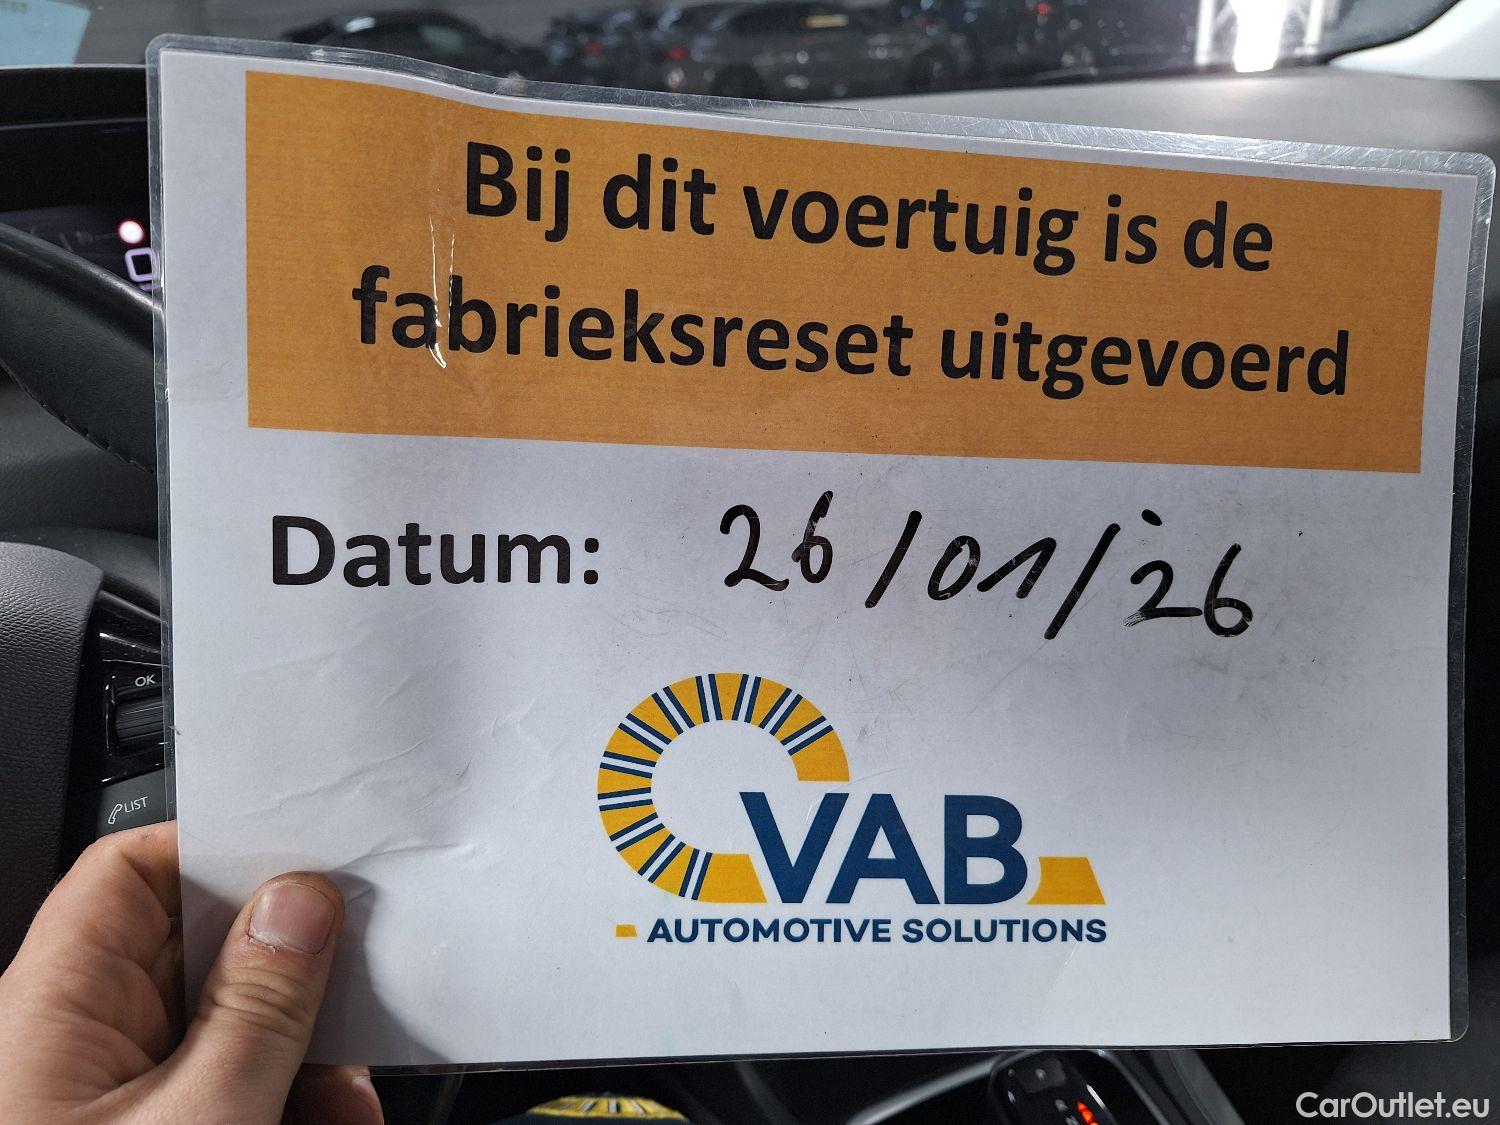 Bij dit voertuig is de
fabrieksreset uitgevoerd
Datum: 26/01/26
VAB
AUTOMOTIVE SOLUTIONS
OK
LIST
CarOutlet.eu